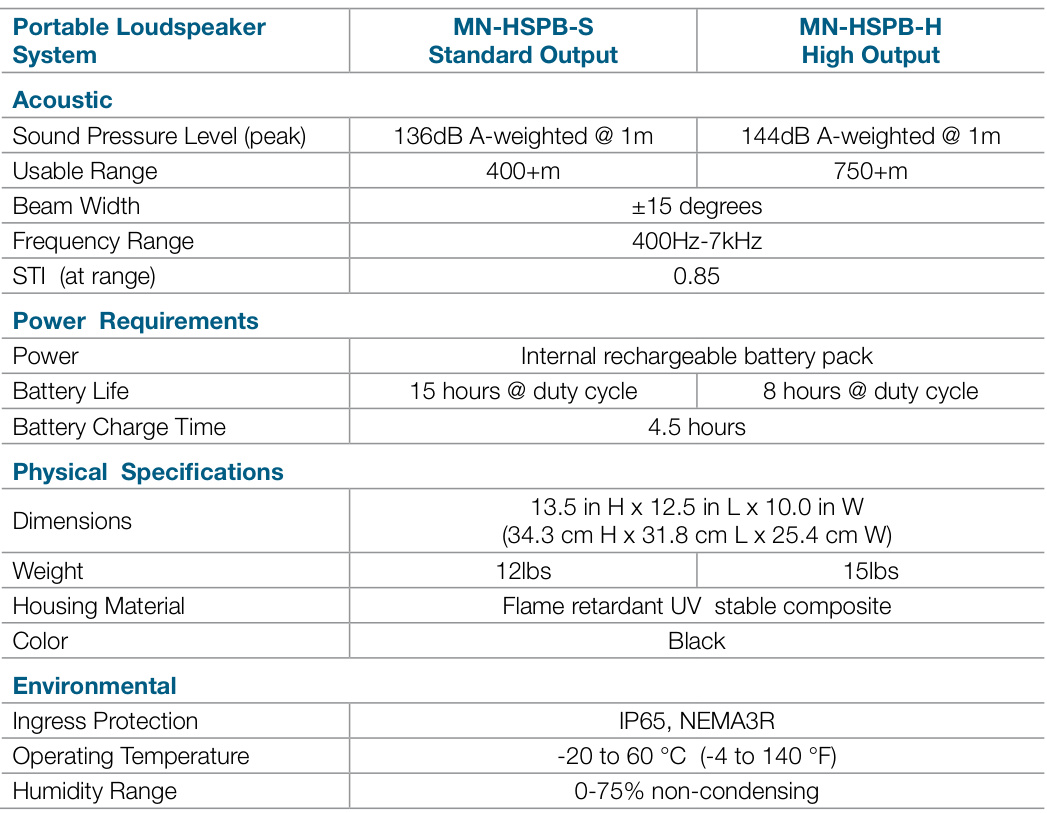 Portable Loudspeaker System MN-HSPB-S Standard Output MN-HSPB-H High Output
Acoustic
Sound Pressure Level (peak) 136dB A-weighted @ 1m 144dB A-weighted @ 1m
Usable Range 400+m 750+m
Beam Width ±15 degrees
Frequency Range 400Hz-7kHz
STI (at range) 0.85
Power Requirements
Power Internal rechargeable battery pack
Battery Life 15 hours @ duty cycle 8 hours @ duty cycle
Battery Charge Time 4.5 hours
Physical Specifications
Dimensions 13.5 in H x 12.5 in L x 10.0 in W
(34.3 cm H x 31.8 cm L x 25.4 cm W)
Weight 12lbs 15lbs
Housing Material Flame retardant UV stable composite
Color Black
Environmental
Ingress Protection IP65, NEMA3R
Operating Temperature -20 to 60 °C (-4 to 140 °F)
Humidity Range 0-75% non-condensing